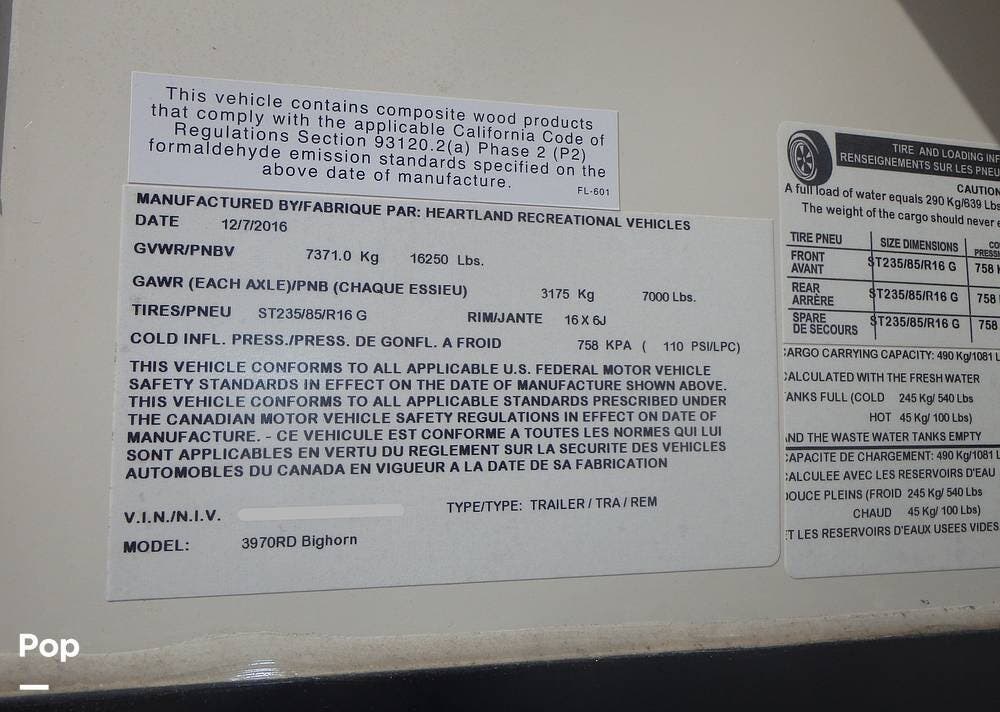 This vehicle contains composite wood products
that comply with the applicable California Code of
Regulations Section 93120.2(a) Phase 2 (P2)
formaldehyde emission standards specified on the
above date of manufacture.
FL-601
MANUFACTURED BY/FABRIQUE PAR: HEARTLAND RECREATIONAL VEHICLES
DATE 12/7/2016
GVWR/PNBV 7371.0 Kg 16250 Lbs.
GAWR (EACH AXLE)/PNB (CHAQUE ESSIEU) 3175 Kg 7000 Lbs.
TIRES/PNEU ST235/85/R16 G RIM/JANTE 16 X 6J
COLD INFL. PRESS./PRESS. DE GONFL. A FROID 758 KPA ( 110 PSI/LPC)
THIS VEHICLE CONFORMS TO ALL APPLICABLE U.S. FEDERAL MOTOR VEHICLE
SAFETY STANDARDS IN EFFECT ON THE DATE OF MANUFACTURE SHOWN ABOVE.
THIS VEHICLE CONFORMS TO ALL APPLICABLE STANDARDS PRESCRIBED UNDER
THE CANADIAN MOTOR VEHICLE SAFETY REGULATIONS IN EFFECT ON DATE OF
MANUFACTURE. - CE VEHICULE EST CONFORME A TOUTES LES NORMES QUI LUI
SONT APPLICABLES EN VERTU DU REGLEMENT SUR LA SECURITE DES VEHICLES
AUTOMOBILES DU CANADA EN VIGUEUR A LA DATE DE SA FABRICATION
V.I.N./N.I.V. TYPE/TYPE: TRAILER / TRA / REM
MODEL: 3970RD Bighorn
TIRE AND LOADING INF
RENSEIGNEMENTS SUR LES PNEU
CAUTION
A full load of water equals 290 Kg/639 Lbs
The weight of the cargo should never e
TIRE PNEU SIZE DIMENSIONS CO
PRESSI
FRONT
AVANT ST235/85/R16 G 758 K
REAR
ARRÈRE ST235/85/R16 G 758
SPARE
DE SECOURS ST235/85/R16 G 758
CARGO CARRYING CAPACITY: 490 Kg/1081 L
CALCULATED WITH THE FRESH WATER
TANKS FULL (COLD 245 Kg/ 540 Lbs
HOT 45 Kg/ 100 Lbs)
AND THE WASTE WATER TANKS EMPTY
CAPACITE DE CHARGEMENT: 490 Kg/1081 L
CALCULEE AVEC LES RESERVOIRS D'EAU
DOUCE PLEINS (FROID 245 Kg/ 540 Lbs
CHAUD 45 Kg/ 100 Lbs)
ET LES RESERVOIRS D'EAUX USEES VIDES
Pop